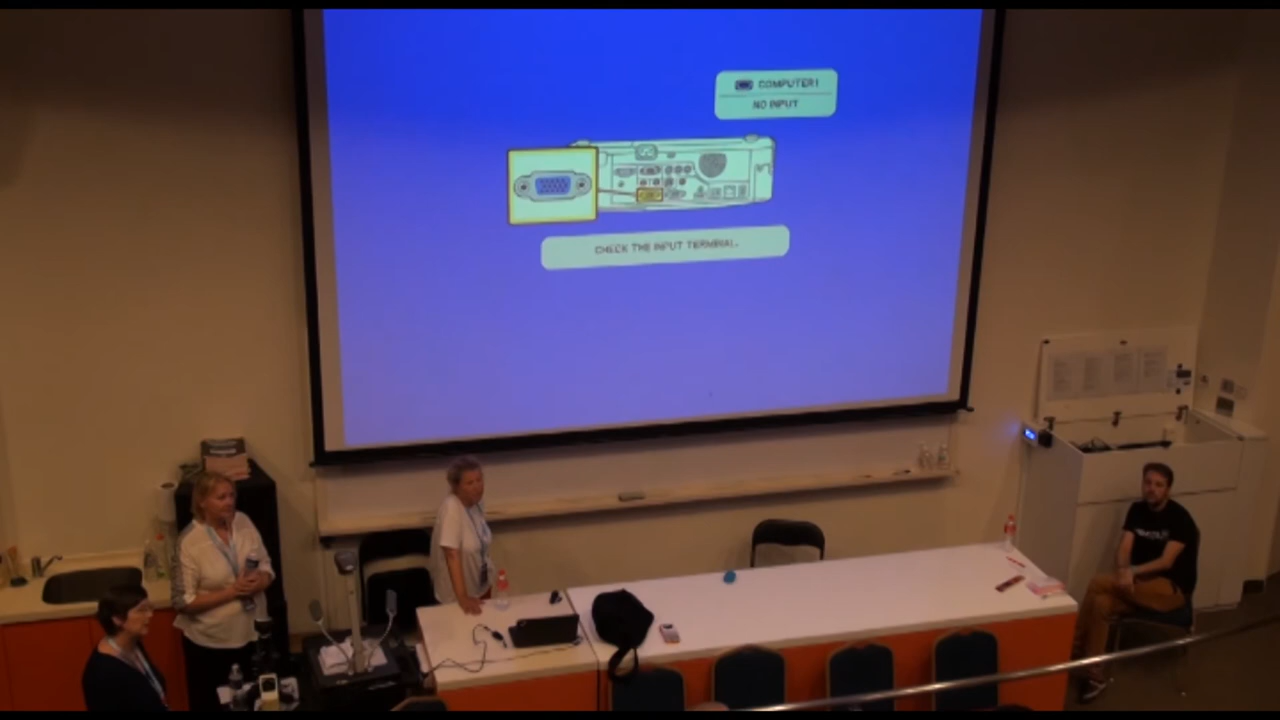 COMPUTER1
NO INPUT
CHECK THE INPUT TERMINAL.